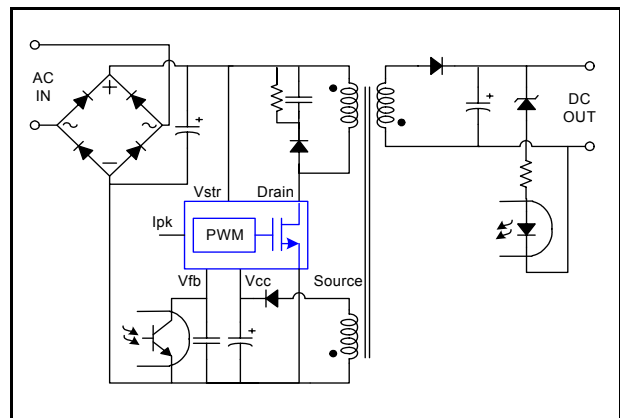 AC
IN
+
~
~
−
+
+
DC
OUT
Vstr
Drain
Ipk
PWM
Vfb
Vcc
Source
+